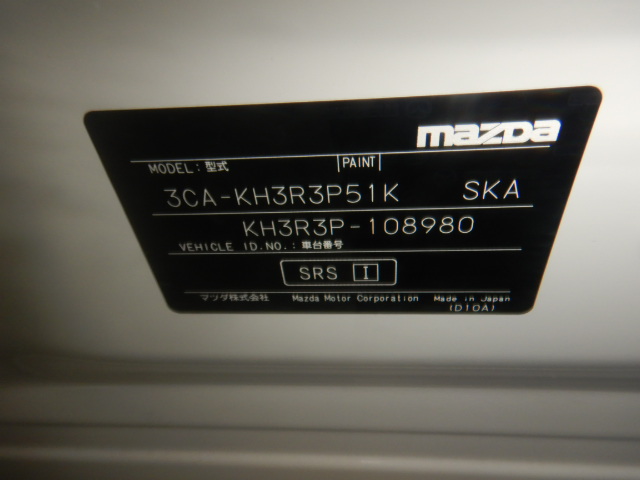 mazda
MODEL:型式 PAINT
3CA-KH3R3P51K SKA
KH3R3P-108980
VEHICLE ID.NO.:車台番号
SRS I
マツダ株式会社 Mazda Motor Corporation Made in Japan
(D10A)